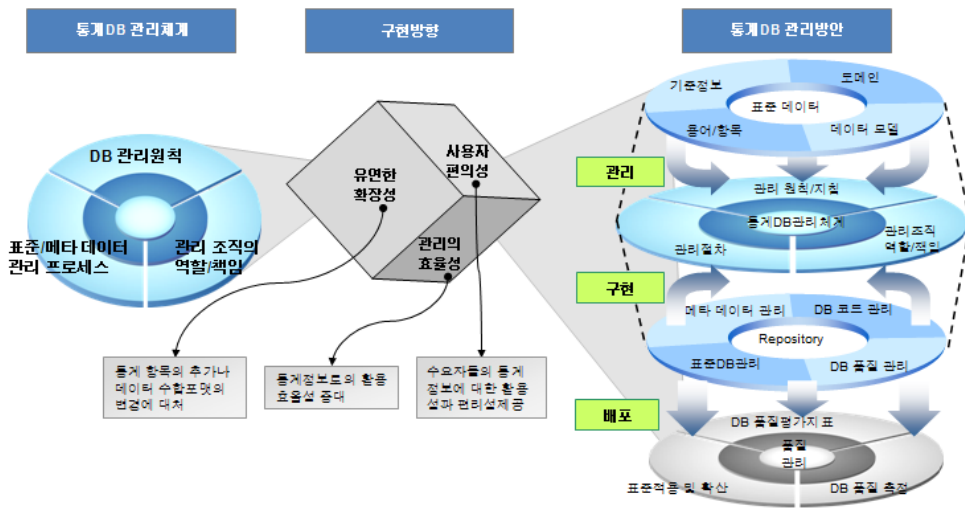 통계DB 관리체계
구현방향
통계DB 관리방안
DB 관리원칙
표준/메타 데이터
관리 프로세스
관리 조직의
역할/책임
유연한
확장성
사용자
편의성
관리의
효율성
통계 항목의 추가나
데이터 수합포맷의
변경에 대처
통계정보로의 활용
효율성 증대
수요자들의 통계
정보에 대한 활용
성과 편리성제공
기준정보
도메인
표준 데이터
용어/항목
데이터 모델
관리
관리 원칙/지침
통계DB관리체계
관리절차
관리조직
역할/책임
구현
메타 데이터 관리
DB 코드 관리
Repository
표준DB관리
DB 품질 관리
배포
DB 품질평가지표
품질
관리
표준적용 및 확산
DB 품질 측정